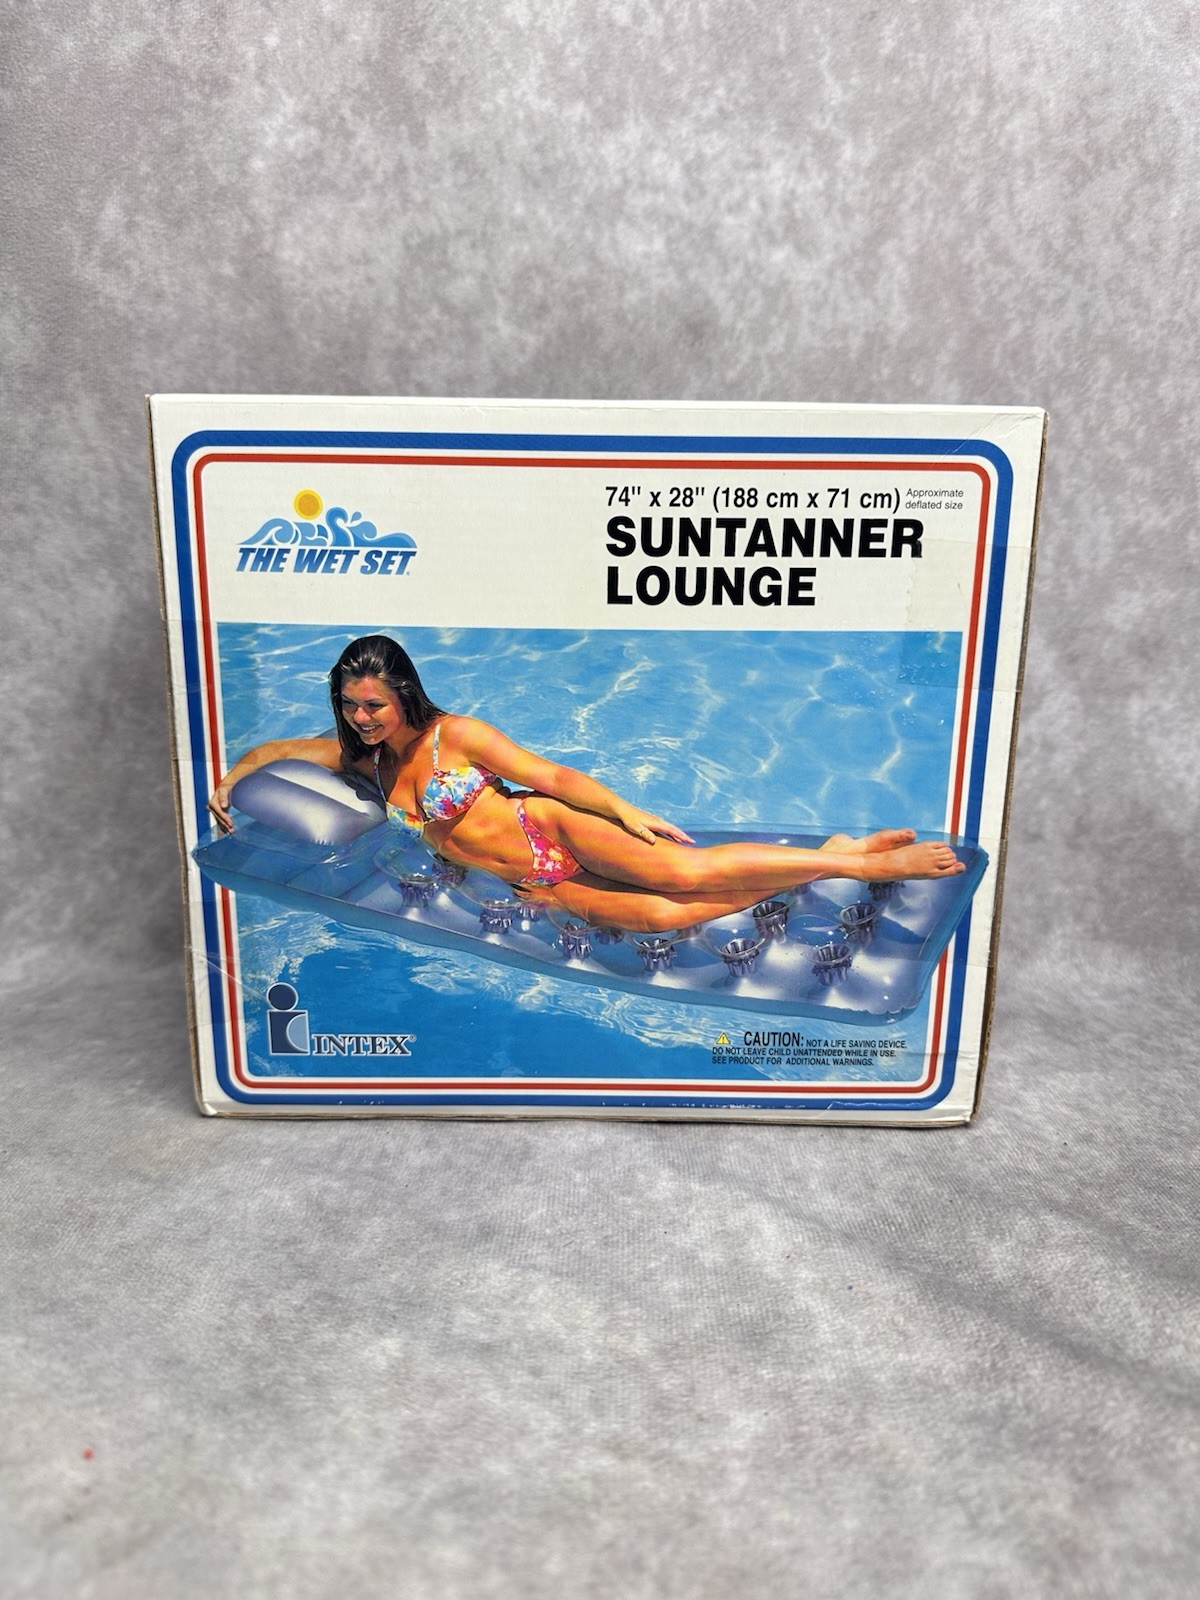 74" x 28" (188 cm x 71 cm) Approximate
deflated size
SUNTANNER
LOUNGE
THE WET SET
INTEX®
CAUTION: NOT A LIFE SAVING DEVICE.
DO NOT LEAVE CHILD UNATTENDED WHILE IN USE.
SEE PRODUCT FOR ADDITIONAL WARNINGS.